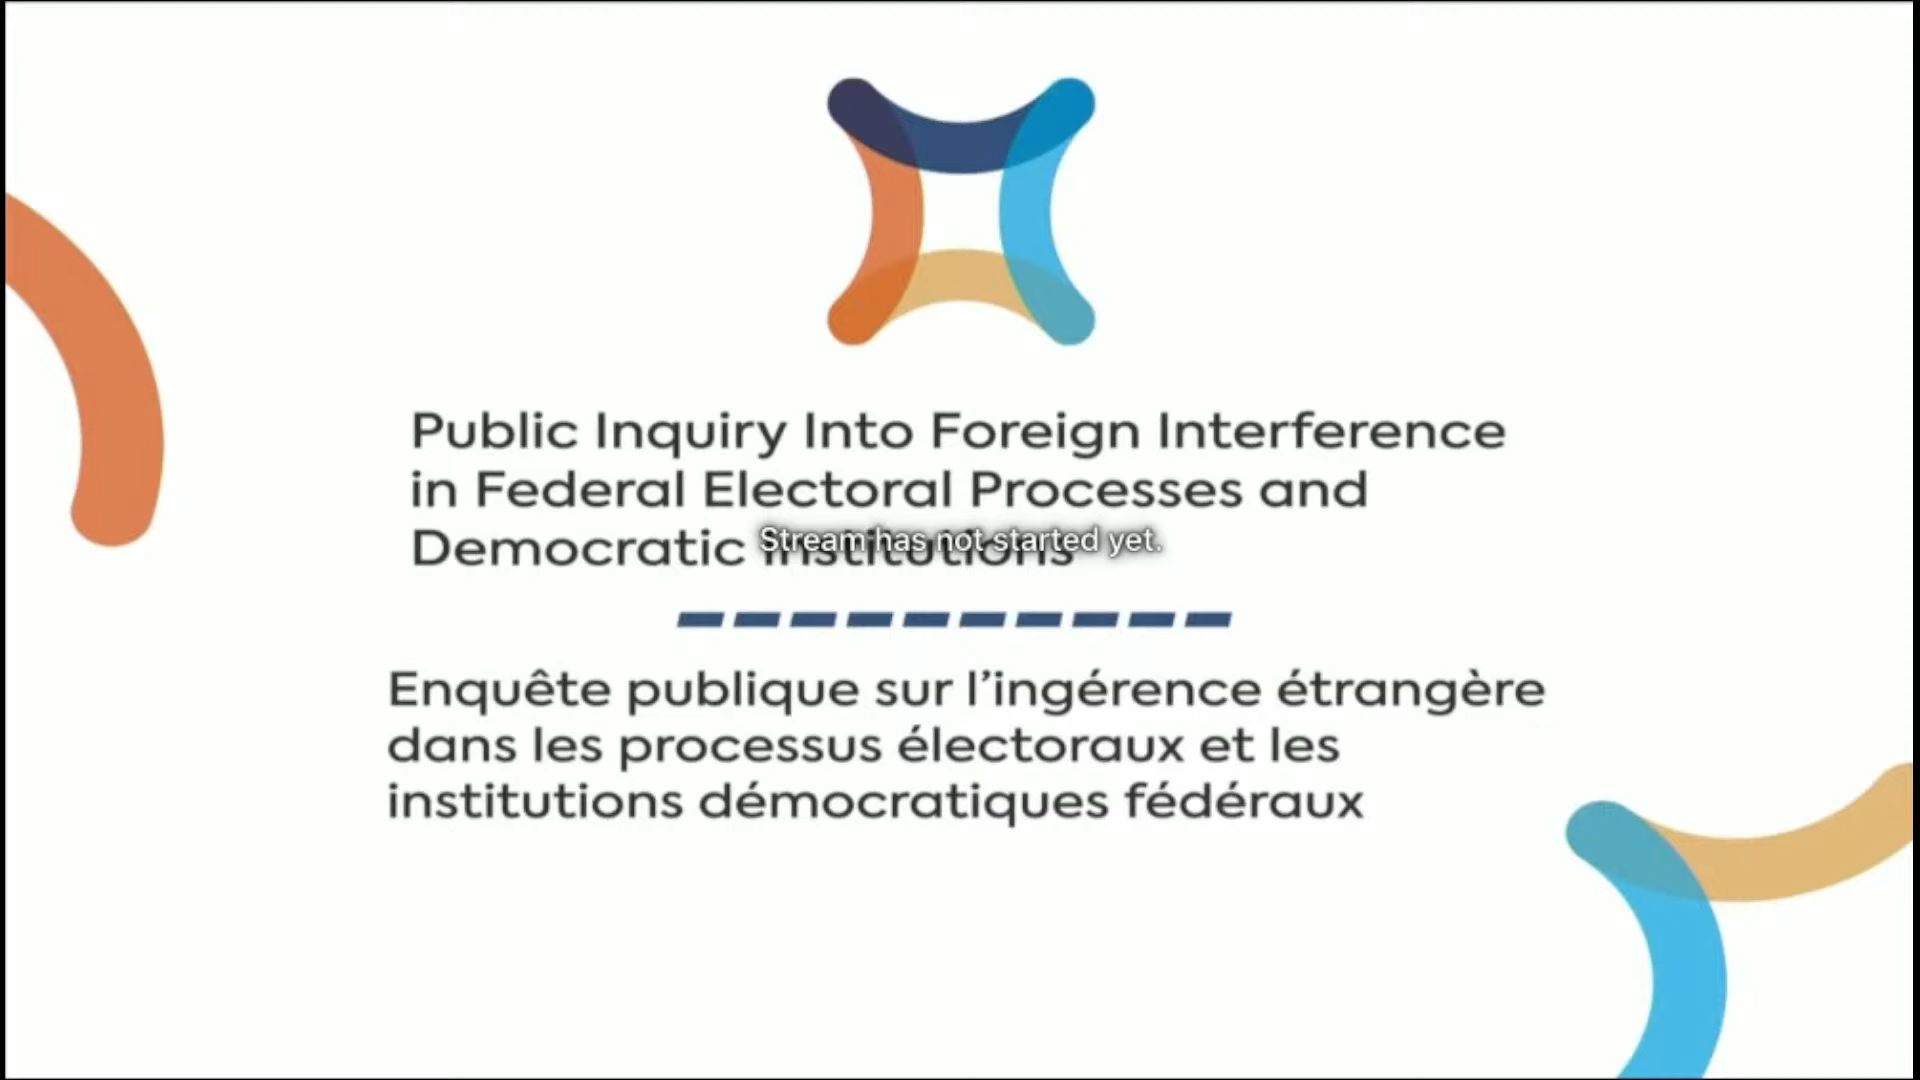 Public Inquiry Into Foreign Interference
in Federal Electoral Processes and
Democratic Institutions
Stream has not started yet.
Enquête publique sur l’ingérence étrangère
dans les processus électoraux et les
institutions démocratiques fédéraux